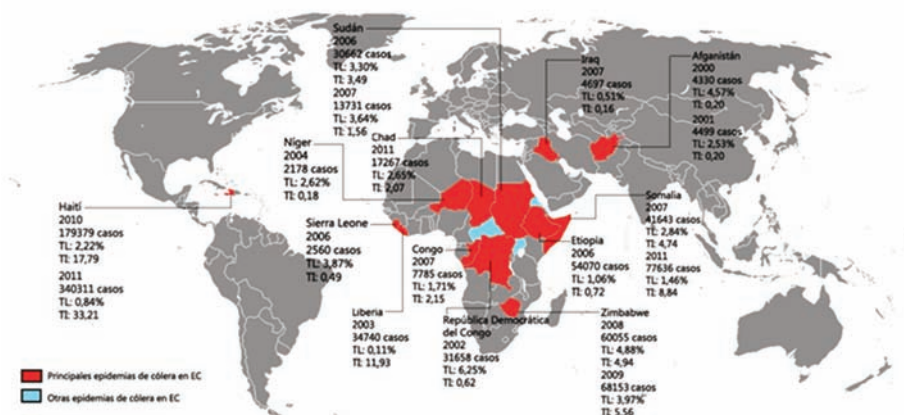 Sudán
2006
30662 casos
TL: 3,30%
TI: 3,49
2007
13731 casos
TL: 3,64%
TI: 1,56
Iraq
2007
4697 casos
TL: 0,51%
TI: 0,16
Afganistán
2000
4330 casos
TL: 4,57%
TI: 0,20
2001
4499 casos
TL: 2,53%
TI: 0,20
Níger
2004
2178 casos
TL: 2,62%
TI: 0,18
Chad
2011
17267 casos
TL: 2,65%
TI: 2,07
Haití
2010
179379 casos
TL: 2,22%
TI: 17,79
2011
340311 casos
TL: 0,84%
TI: 33,21
Sierra Leone
2006
2560 casos
TL: 3,87%
TI: 0,49
Congo
2007
7785 casos
TL: 1,71%
TI: 2,15
Etiopia
2006
54070 casos
TL: 1,06%
TI: 0,72
Somalia
2007
41643 casos
TL: 2,84%
TI: 4,74
2011
77636 casos
TL: 1,46%
TI: 8,84
Liberia
2003
34740 casos
TL: 0,11%
TI: 11,93
República Democrática
del Congo
2002
31658 casos
TL: 6,25%
TI: 0,62
Zimbabwe
2008
60055 casos
TL: 4,88%
TI: 4,94
2009
68153 casos
TL: 3,97%
TI: 5,56
Principales epidemias de cólera en EC
Otras epidemias de cólera en EC